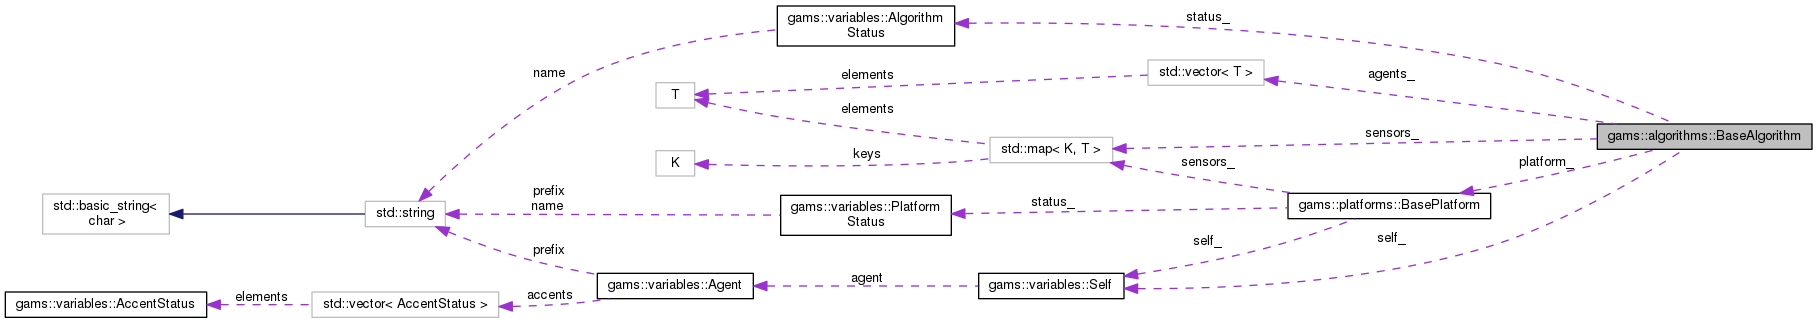 gams::variables::Algorithm
Status
status_
name
elements
std::vector< T >
agents_
T
elements
gams::algorithms::BaseAlgorithm
sensors_
std::map< K, T >
keys
K
sensors_
platform_
prefix
name
std::basic_string<
char >
std::string
gams::variables::Platform
Status
status_
gams::platforms::BasePlatform
self_
self_
prefix
agent
gams::variables::Agent
gams::variables::Self
accents
elements
gams::variables::AccentStatus
std::vector< AccentStatus >